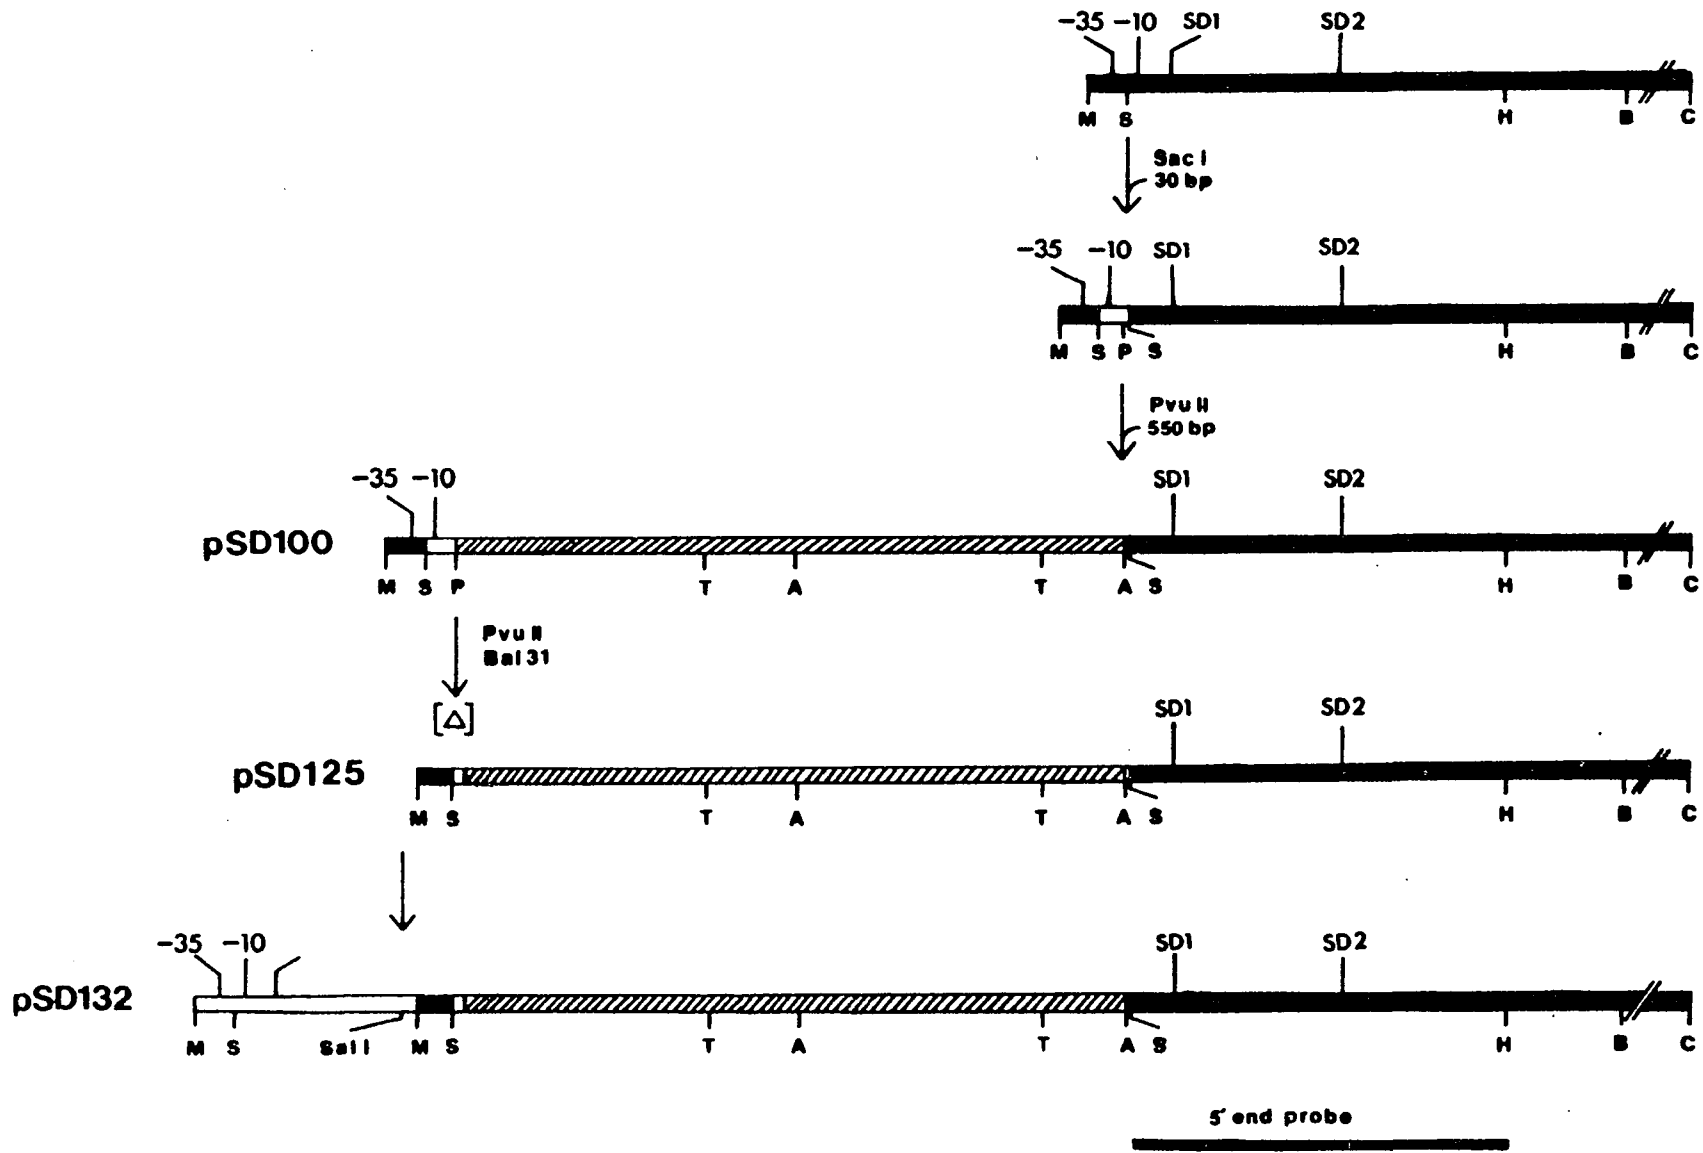 -35 -10 SD1 SD2
M S H B C
Sac I
30 bp
-35 -10 SD1 SD2
M S P S H B C
Pvu II
550 bp
-35 -10 SD1 SD2
pSD100
M S P T A T A S H B C
Pvu II
Bal 31
[Δ]
SD1 SD2
pSD125
M S T A T A S H B C
-35 -10 SD1 SD2
pSD132
M S Sal I M S T A T A S H B C
5' end probe